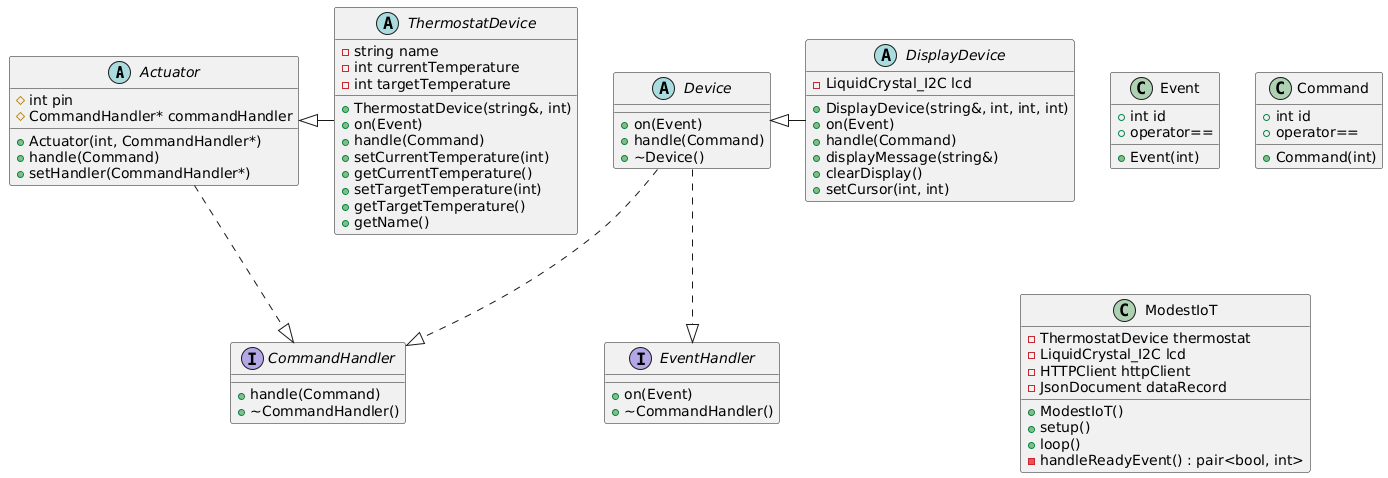 A Actuator
int pin
CommandHandler* commandHandler
Actuator(int, CommandHandler*)
handle(Command)
setHandler(CommandHandler*)
A ThermostatDevice
string name
int currentTemperature
int targetTemperature
ThermostatDevice(string&, int)
on(Event)
handle(Command)
setCurrentTemperature(int)
getCurrentTemperature()
setTargetTemperature(int)
getTargetTemperature()
getName()
A Device
on(Event)
handle(Command)
~Device()
A DisplayDevice
LiquidCrystal_I2C lcd
DisplayDevice(string&, int, int, int)
on(Event)
handle(Command)
displayMessage(string&)
clearDisplay()
setCursor(int, int)
C Event
int id
operator==
Event(int)
C Command
int id
operator==
Command(int)
I CommandHandler
handle(Command)
~CommandHandler()
I EventHandler
on(Event)
~CommandHandler()
C ModestIoT
ThermostatDevice thermostat
LiquidCrystal_I2C lcd
HTTPClient httpClient
JsonDocument dataRecord
ModestIoT()
setup()
loop()
handleReadyEvent() : pair<bool, int>